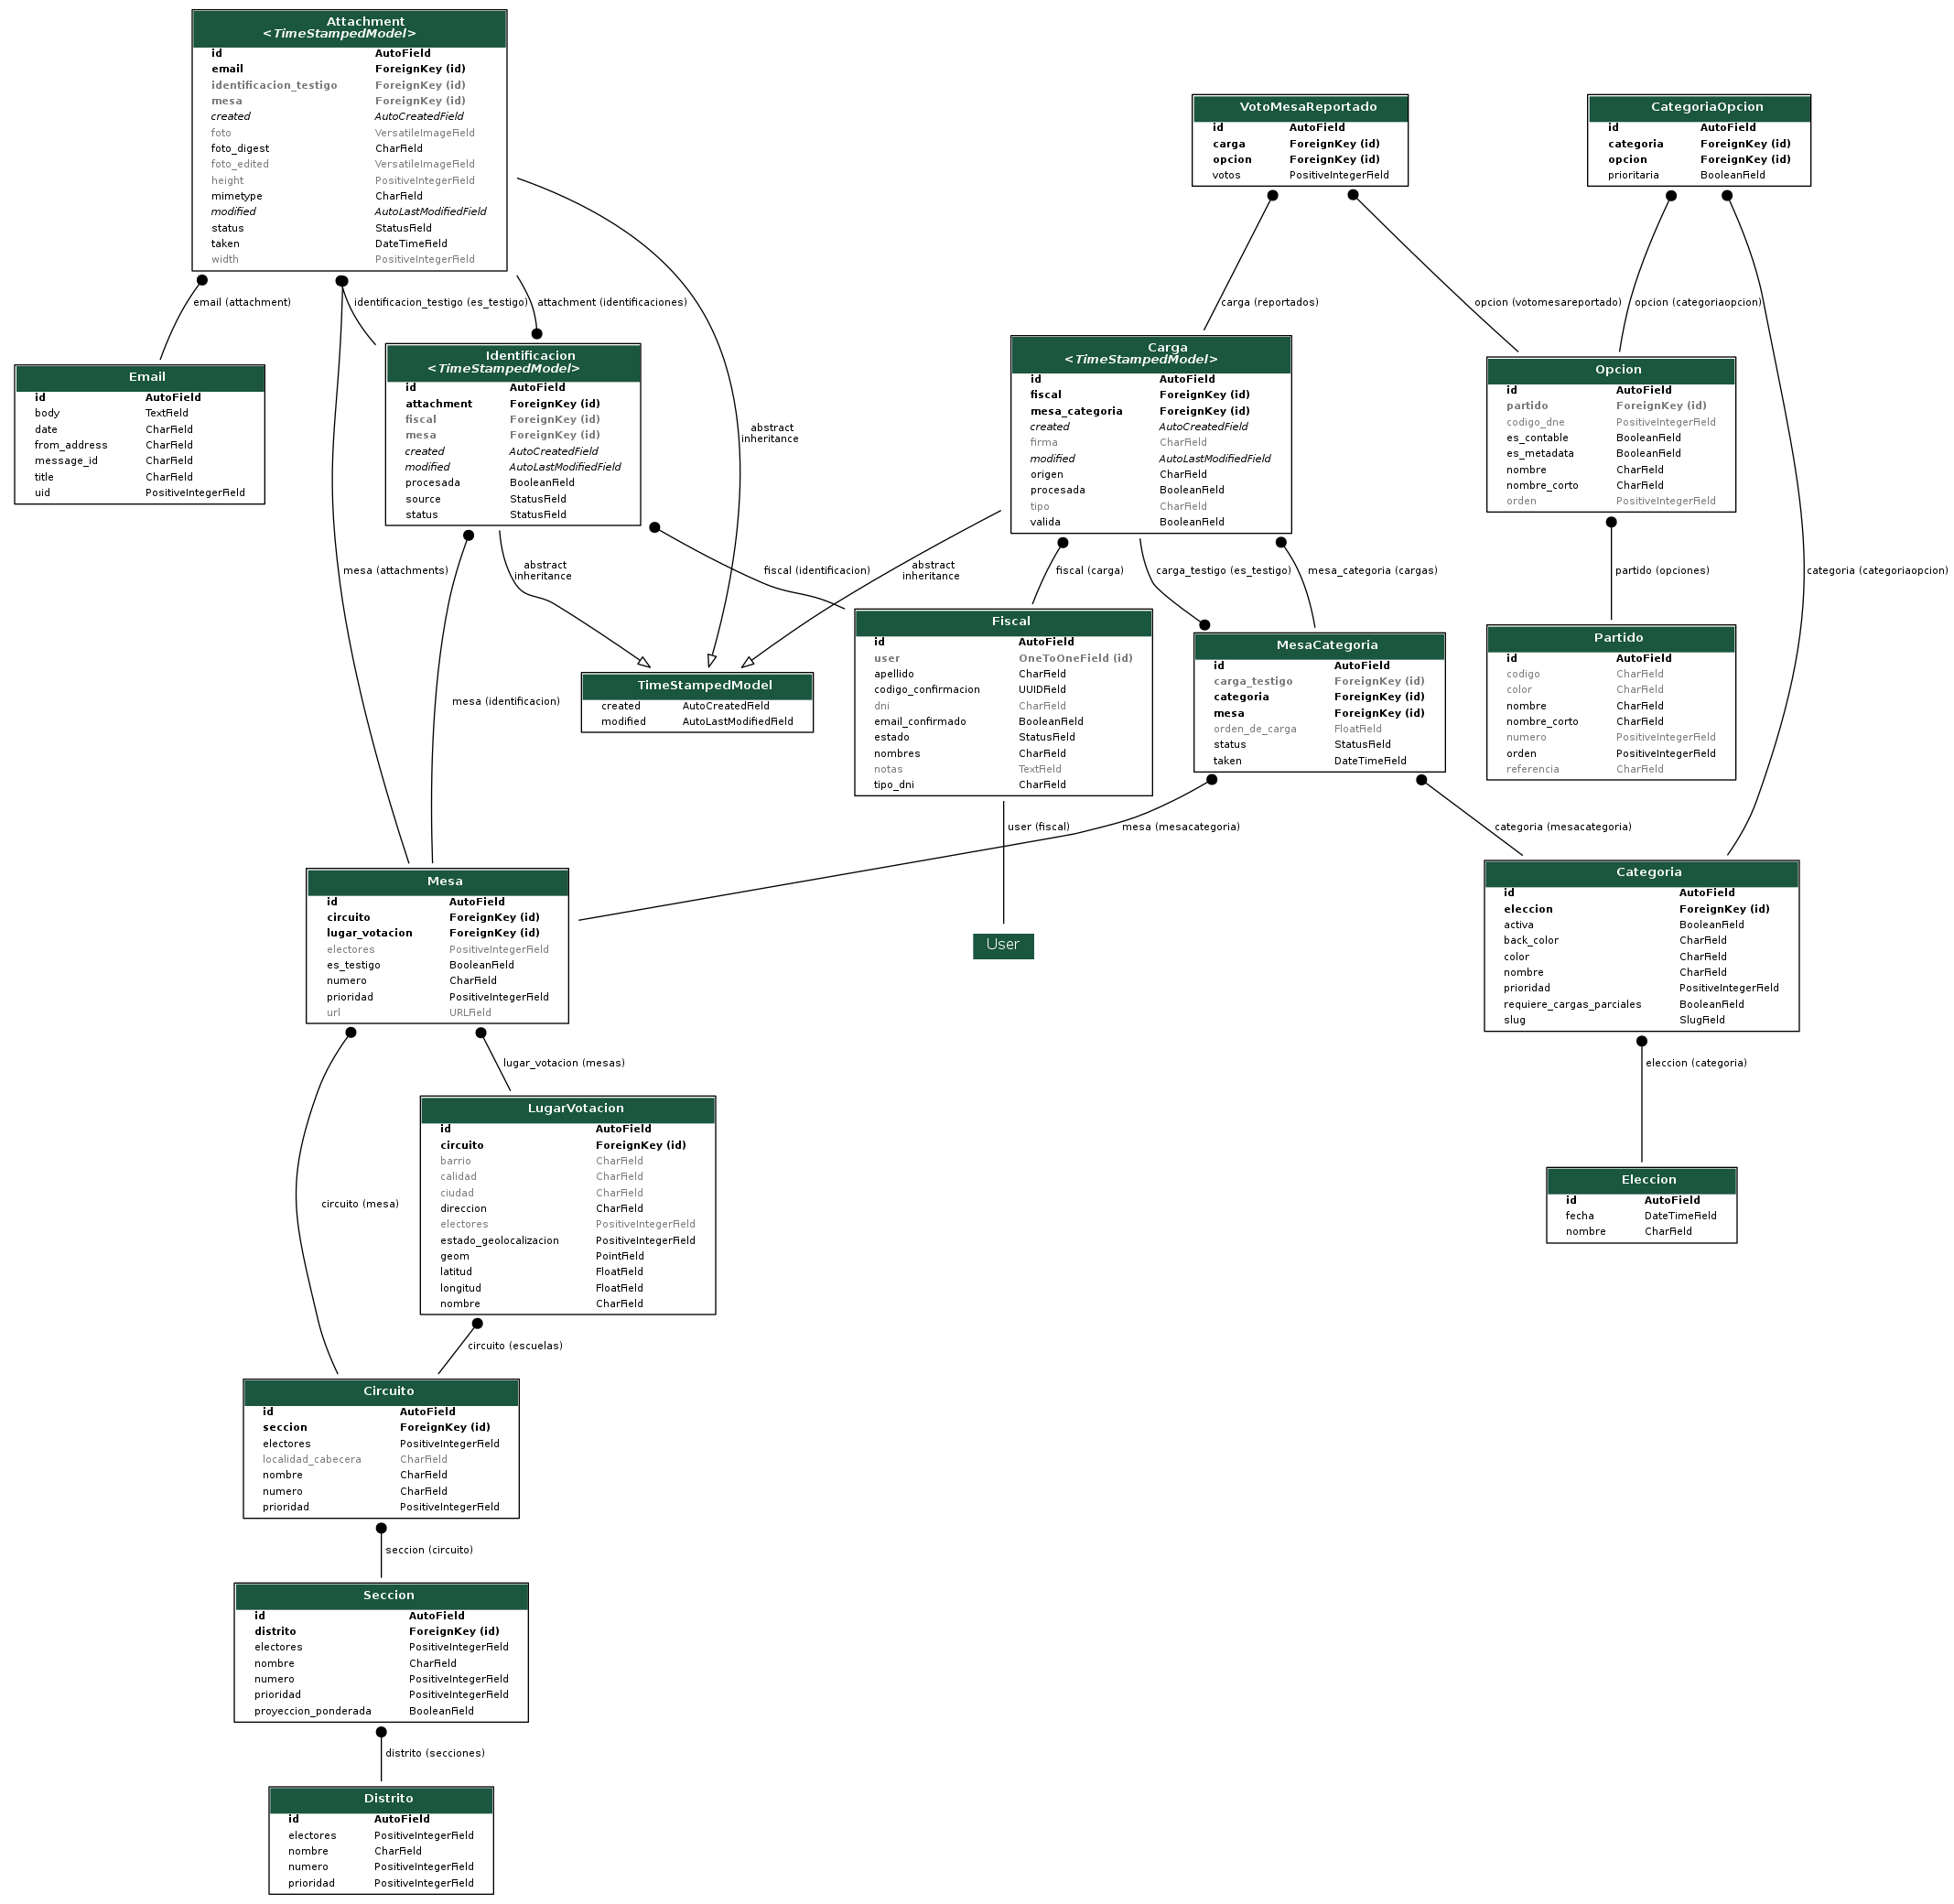 Attachment
<TimeStampedModel>
id AutoField
email ForeignKey (id)
identificacion_testigo ForeignKey (id)
mesa ForeignKey (id)
created AutoCreatedField
foto VersatileImageField
foto_digest CharField
foto_edited VersatileImageField
height PositiveIntegerField
mimetype CharField
modified AutoLastModifiedField
status StatusField
taken DateTimeField
width PositiveIntegerField
VotoMesaReportado
id AutoField
carga ForeignKey (id)
opcion ForeignKey (id)
votos PositiveIntegerField
CategoriaOpcion
id AutoField
categoria ForeignKey (id)
opcion ForeignKey (id)
prioritaria BooleanField
email (attachment)
identificacion_testigo (es_testigo)
attachment (identificaciones)
carga (reportados)
opcion (votomesareportado)
opcion (categoriaopcion)
Email
id AutoField
body TextField
date CharField
from_address CharField
message_id CharField
title CharField
uid PositiveIntegerField
Identificacion
<TimeStampedModel>
id AutoField
attachment ForeignKey (id)
fiscal ForeignKey (id)
mesa ForeignKey (id)
created AutoCreatedField
modified AutoLastModifiedField
procesada BooleanField
source StatusField
status StatusField
abstract
inheritance
Carga
<TimeStampedModel>
id AutoField
fiscal ForeignKey (id)
mesa_categoria ForeignKey (id)
created AutoCreatedField
firma CharField
modified AutoLastModifiedField
origen CharField
procesada BooleanField
tipo CharField
valida BooleanField
Opcion
id AutoField
partido ForeignKey (id)
codigo_dne PositiveIntegerField
es_contable BooleanField
es_metadata BooleanField
nombre CharField
nombre_corto CharField
orden PositiveIntegerField
mesa (attachments)
abstract
inheritance
fiscal (identificacion)
abstract
inheritance
fiscal (carga)
carga_testigo (es_testigo)
mesa_categoria (cargas)
partido (opciones)
categoria (categoriaopcion)
mesa (identificacion)
TimeStampedModel
created AutoCreatedField
modified AutoLastModifiedField
Fiscal
id AutoField
user OneToOneField (id)
apellido CharField
codigo_confirmacion UUIDField
dni CharField
email_confirmado BooleanField
estado StatusField
nombres CharField
notas TextField
tipo_dni CharField
MesaCategoria
id AutoField
carga_testigo ForeignKey (id)
categoria ForeignKey (id)
mesa ForeignKey (id)
orden_de_carga FloatField
status StatusField
taken DateTimeField
Partido
id AutoField
codigo CharField
color CharField
nombre CharField
nombre_corto CharField
numero PositiveIntegerField
orden PositiveIntegerField
referencia CharField
user (fiscal)
mesa (mesacategoria)
categoria (mesacategoria)
Mesa
id AutoField
circuito ForeignKey (id)
lugar_votacion ForeignKey (id)
electores PositiveIntegerField
es_testigo BooleanField
numero CharField
prioridad PositiveIntegerField
url URLField
User
Categoria
id AutoField
eleccion ForeignKey (id)
activa BooleanField
back_color CharField
color CharField
nombre CharField
prioridad PositiveIntegerField
requiere_cargas_parciales BooleanField
slug SlugField
lugar_votacion (mesas)
eleccion (categoria)
LugarVotacion
id AutoField
circuito ForeignKey (id)
barrio CharField
calidad CharField
ciudad CharField
direccion CharField
electores PositiveIntegerField
estado_geolocalizacion PositiveIntegerField
geom PointField
latitud FloatField
longitud FloatField
nombre CharField
circuito (mesa)
Eleccion
id AutoField
fecha DateTimeField
nombre CharField
circuito (escuelas)
Circuito
id AutoField
seccion ForeignKey (id)
electores PositiveIntegerField
localidad_cabecera CharField
nombre CharField
numero CharField
prioridad PositiveIntegerField
seccion (circuito)
Seccion
id AutoField
distrito ForeignKey (id)
electores PositiveIntegerField
nombre CharField
numero PositiveIntegerField
prioridad PositiveIntegerField
proyeccion_ponderada BooleanField
distrito (secciones)
Distrito
id AutoField
electores PositiveIntegerField
nombre CharField
numero PositiveIntegerField
prioridad PositiveIntegerField